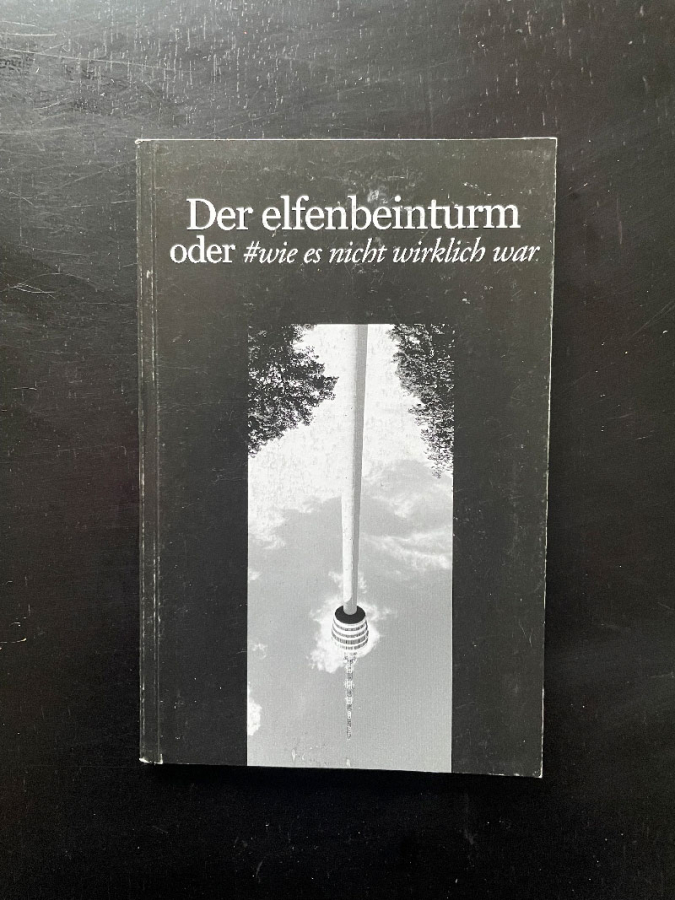 Der elfenbeinturm
oder #wie es nicht wirklich war